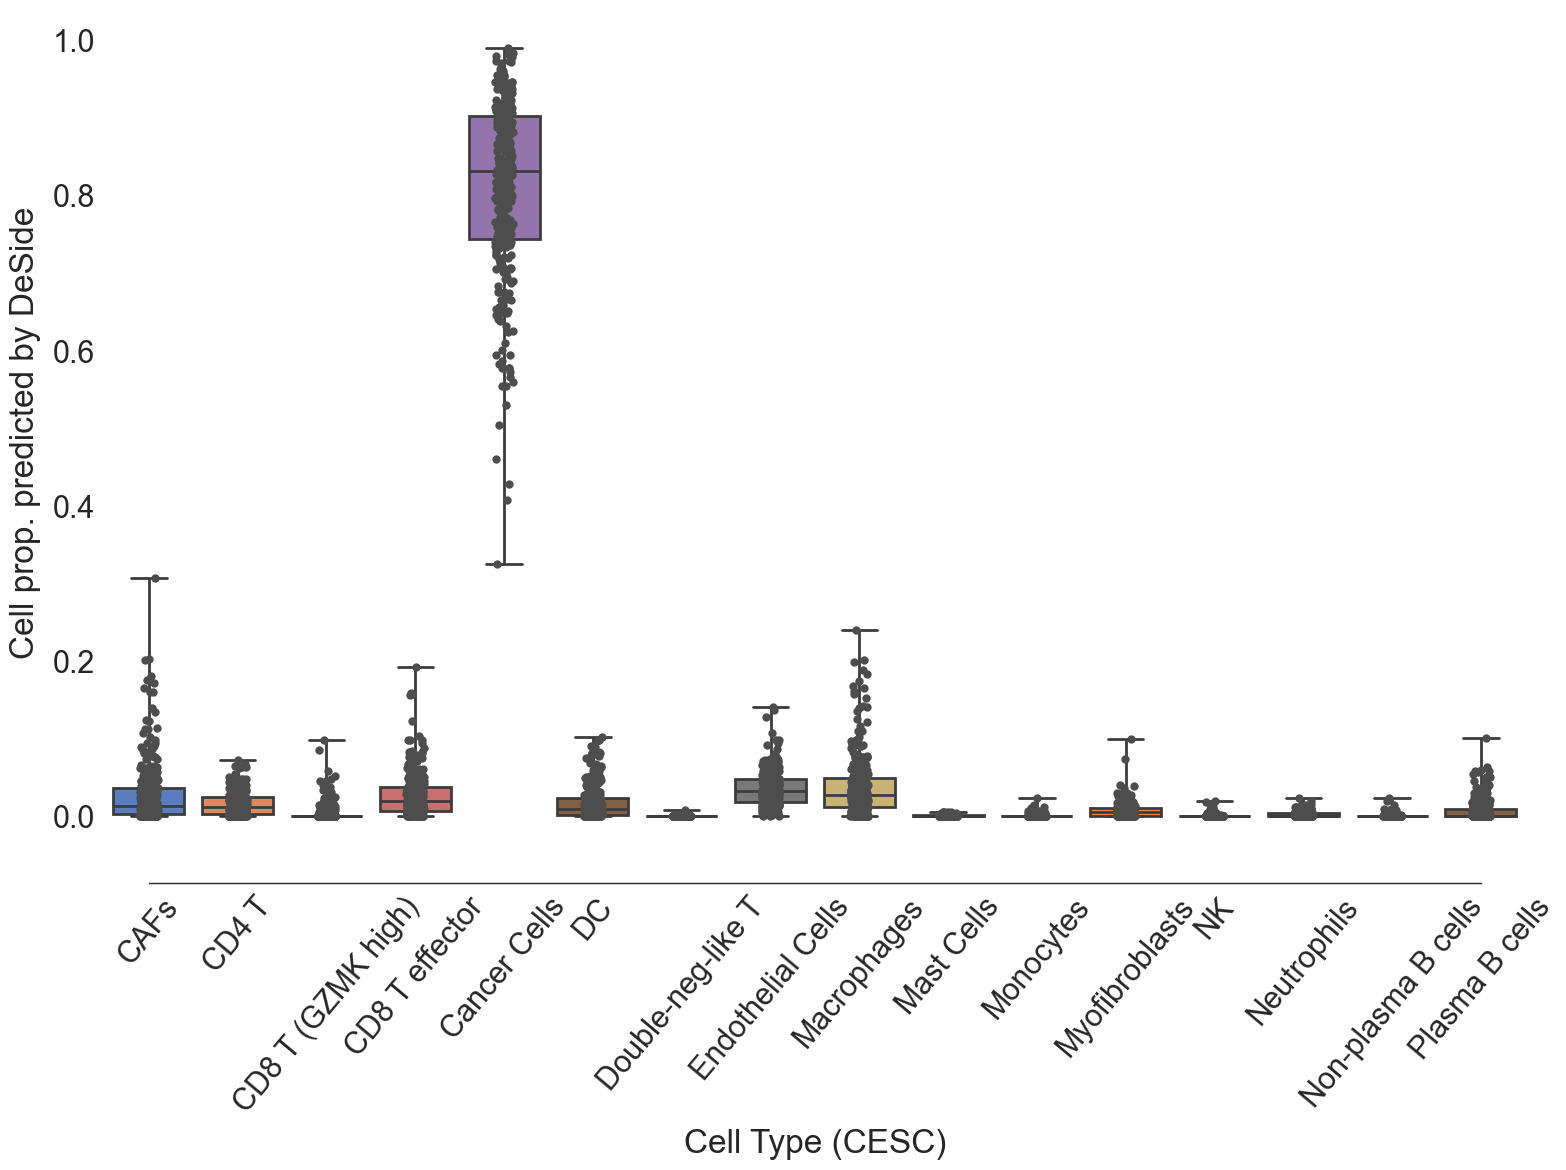 Cell prop. predicted by DeSide
1.0
0.8
0.6
0.4
0.2
0.0
CAFs
CD4 T
CD8 T (GZMK high)
CD8 T effector
Cancer Cells
DC
Double-neg-like T
Endothelial Cells
Macrophages
Mast Cells
Monocytes
Myofibroblasts
NK
Neutrophils
Non-plasma B cells
Plasma B cells
Cell Type (CESC)